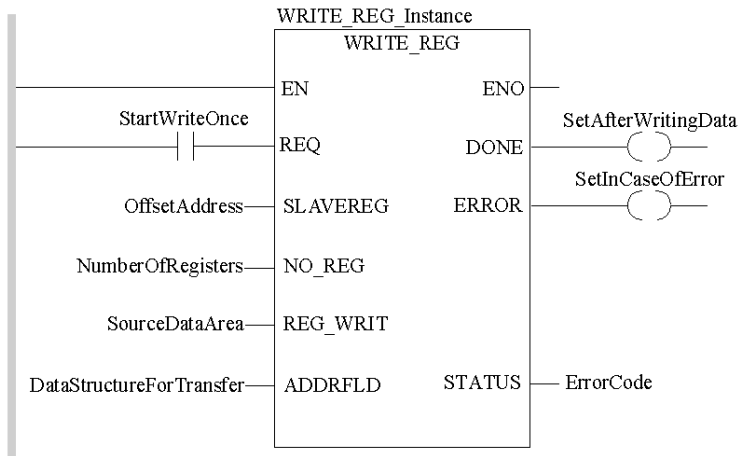 WRITE_REG_Instance
WRITE_REG
EN
ENO
StartWriteOnce
REQ
DONE
SetAfterWritingData
OffsetAddress
SLAVEREG
ERROR
SetInCaseOfError
NumberOfRegisters
NO_REG
SourceDataArea
REG_WRIT
DataStructureForTransfer
ADDRFLD
STATUS
ErrorCode